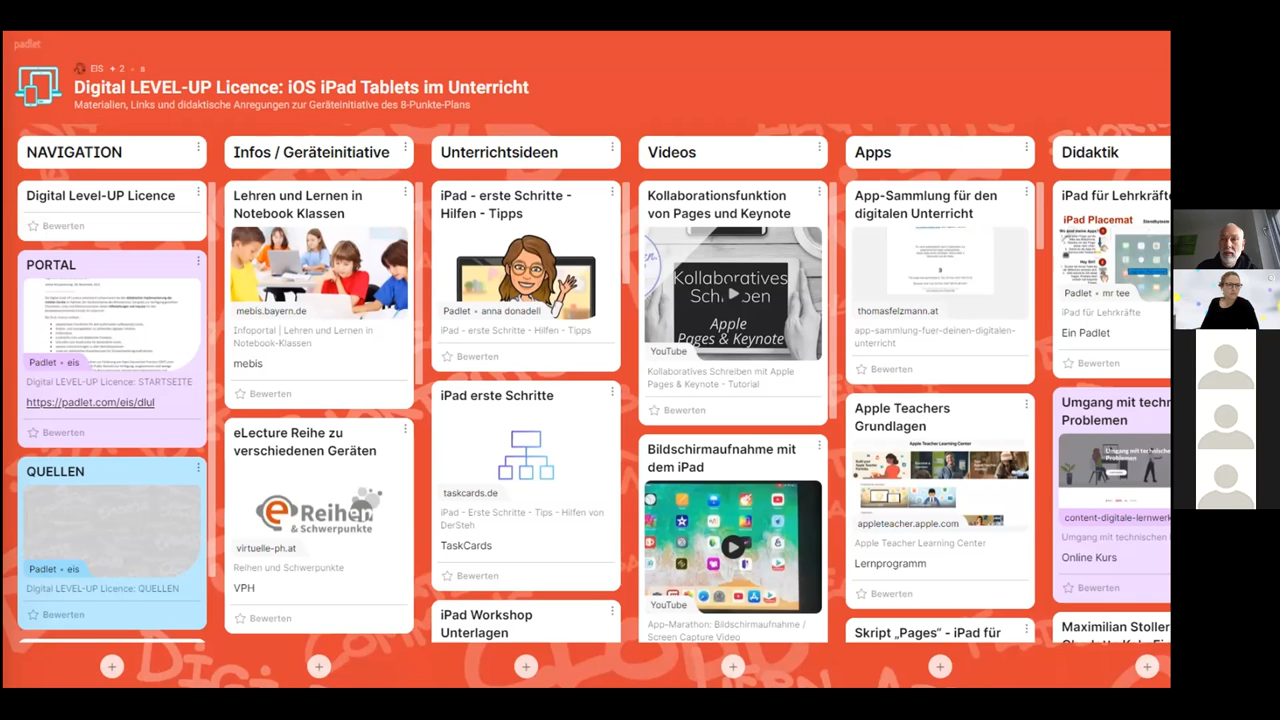 padlet
EIS + 2 • 8
Digital LEVEL-UP Licence: iOS iPad Tablets im Unterricht
Materialien, Links und didaktische Anregungen zur Geräteinitiative des 8-Punkte-Plans
NAVIGATION
Digital Level-UP Licence
Bewerten
PORTAL
Padlet • eis
Digital LEVEL-UP Licence: STARTSEITE
https://padlet.com/eis/dlul
Bewerten
QUELLEN
Padlet • eis
Digital LEVEL-UP Licence: QUELLEN
Bewerten
Infos / Geräteinitiative
Lehren und Lernen in
Notebook Klassen
mebis.bayern.de
Infoportal | Lehren und Lernen in
Notebook-Klassen
mebis
Bewerten
eLecture Reihe zu
verschiedenen Geräten
e Reihen
& Schwerpunkte
virtuelle-ph.at
Reihen und Schwerpunkte
VPH
Bewerten
Unterrichtsideen
iPad - erste Schritte -
Hilfen - Tipps
Padlet • anna donadell
iPad - erste Schritte - Hilfen - Tipps
Bewerten
iPad erste Schritte
taskcards.de
iPad - Erste Schritte - Tips - Hilfen von
DerSteh
TaskCards
Bewerten
iPad Workshop
Unterlagen
Videos
Kollaborationsfunktion
von Pages und Keynote
Kollaboratives
Schreiben
Apple
Pages & Keynote
YouTube
Kollaboratives Schreiben mit Apple
Pages & Keynote - Tutorial
Bewerten
Bildschirmaufnahme mit
dem iPad
YouTube
App-Marathon: Bildschirmaufnahme /
Screen Capture Video
Apps
App-Sammlung für den
digitalen Unterricht
3
thomasfelzmann.at
app-sammlung-fuer-deinen-digitalen-
unterricht
Bewerten
Apple Teachers
Grundlagen
Apple Teacher Learning Center
appleteacher.apple.com
Apple Teacher Learning Center
Lernprogramm
Bewerten
Skript „Pages“ - iPad für
Didaktik
iPad für Lehrkräfte
iPad Placemat
Padlet • mr tee
iPad für Lehrkräfte
Ein Padlet
Bewerten
Umgang mit techn
Problemen
Umgang mit technische
Problemen
content-digitale-lernwerk
Umgang mit technischen
Online Kurs
Bewerten
Maximilian Stoller